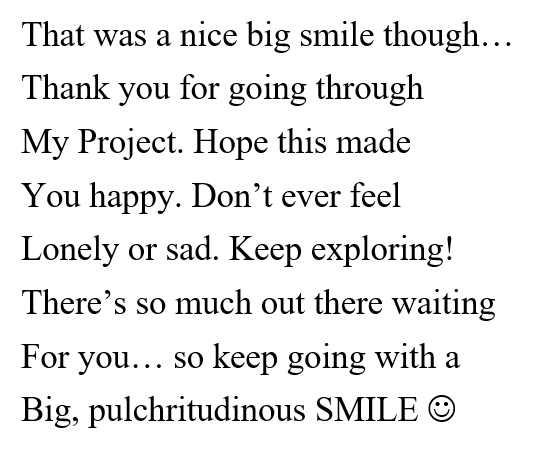 That was a nice big smile though…
Thank you for going through
My Project. Hope this made
You happy. Don’t ever feel
Lonely or sad. Keep exploring!
There’s so much out there waiting
For you… so keep going with a
Big, pulchritudinous SMILE ☺